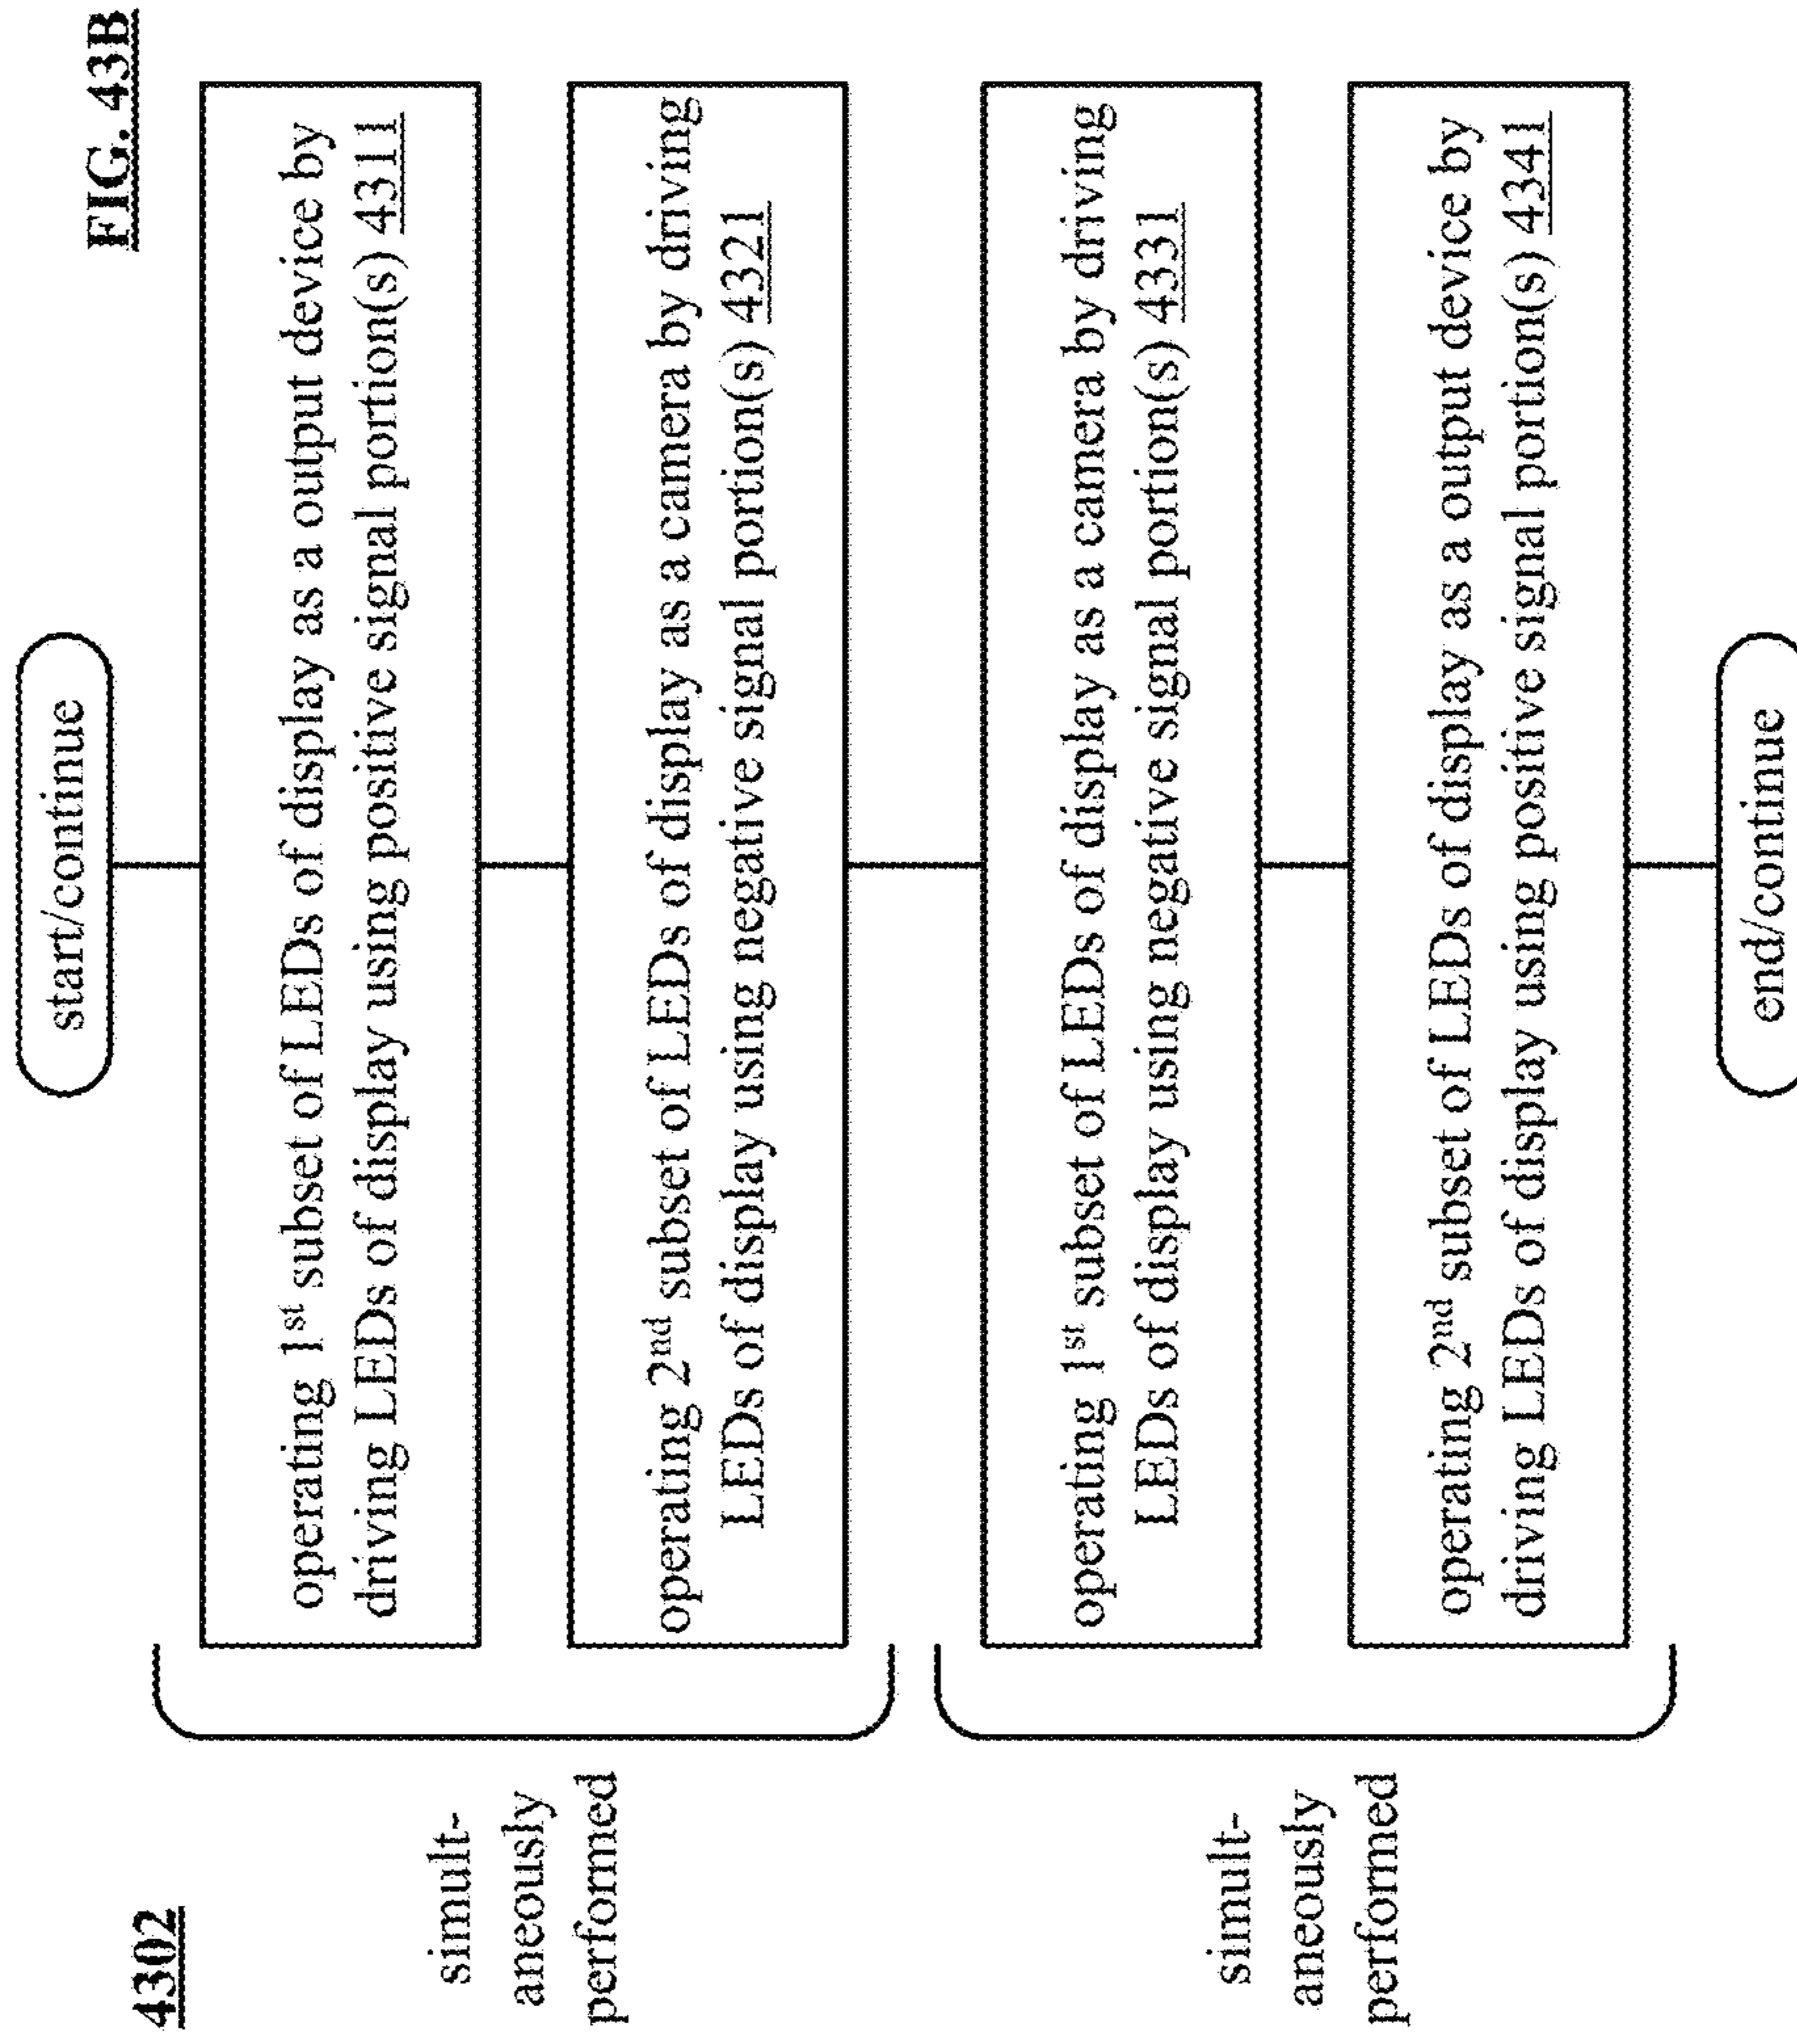 FIG. 43B
4302
start/continue
operating 1st subset of LEDs of display as a output device by
driving LEDs of display using positive signal portion(s) 4311
operating 2nd subset of LEDs of display as a camera by driving
LEDs of display using negative signal portion(s) 4321
simult-
aneously
perfomed
operating 1st subset of LEDs of display as a camera by driving
LEDs of display using negative signal portion(s) 4331
operating 2nd subset of LEDs of display as a output device by
driving LEDs of display using positive signal portion(s) 4341
simult-
aneously
perfomed
end/continue